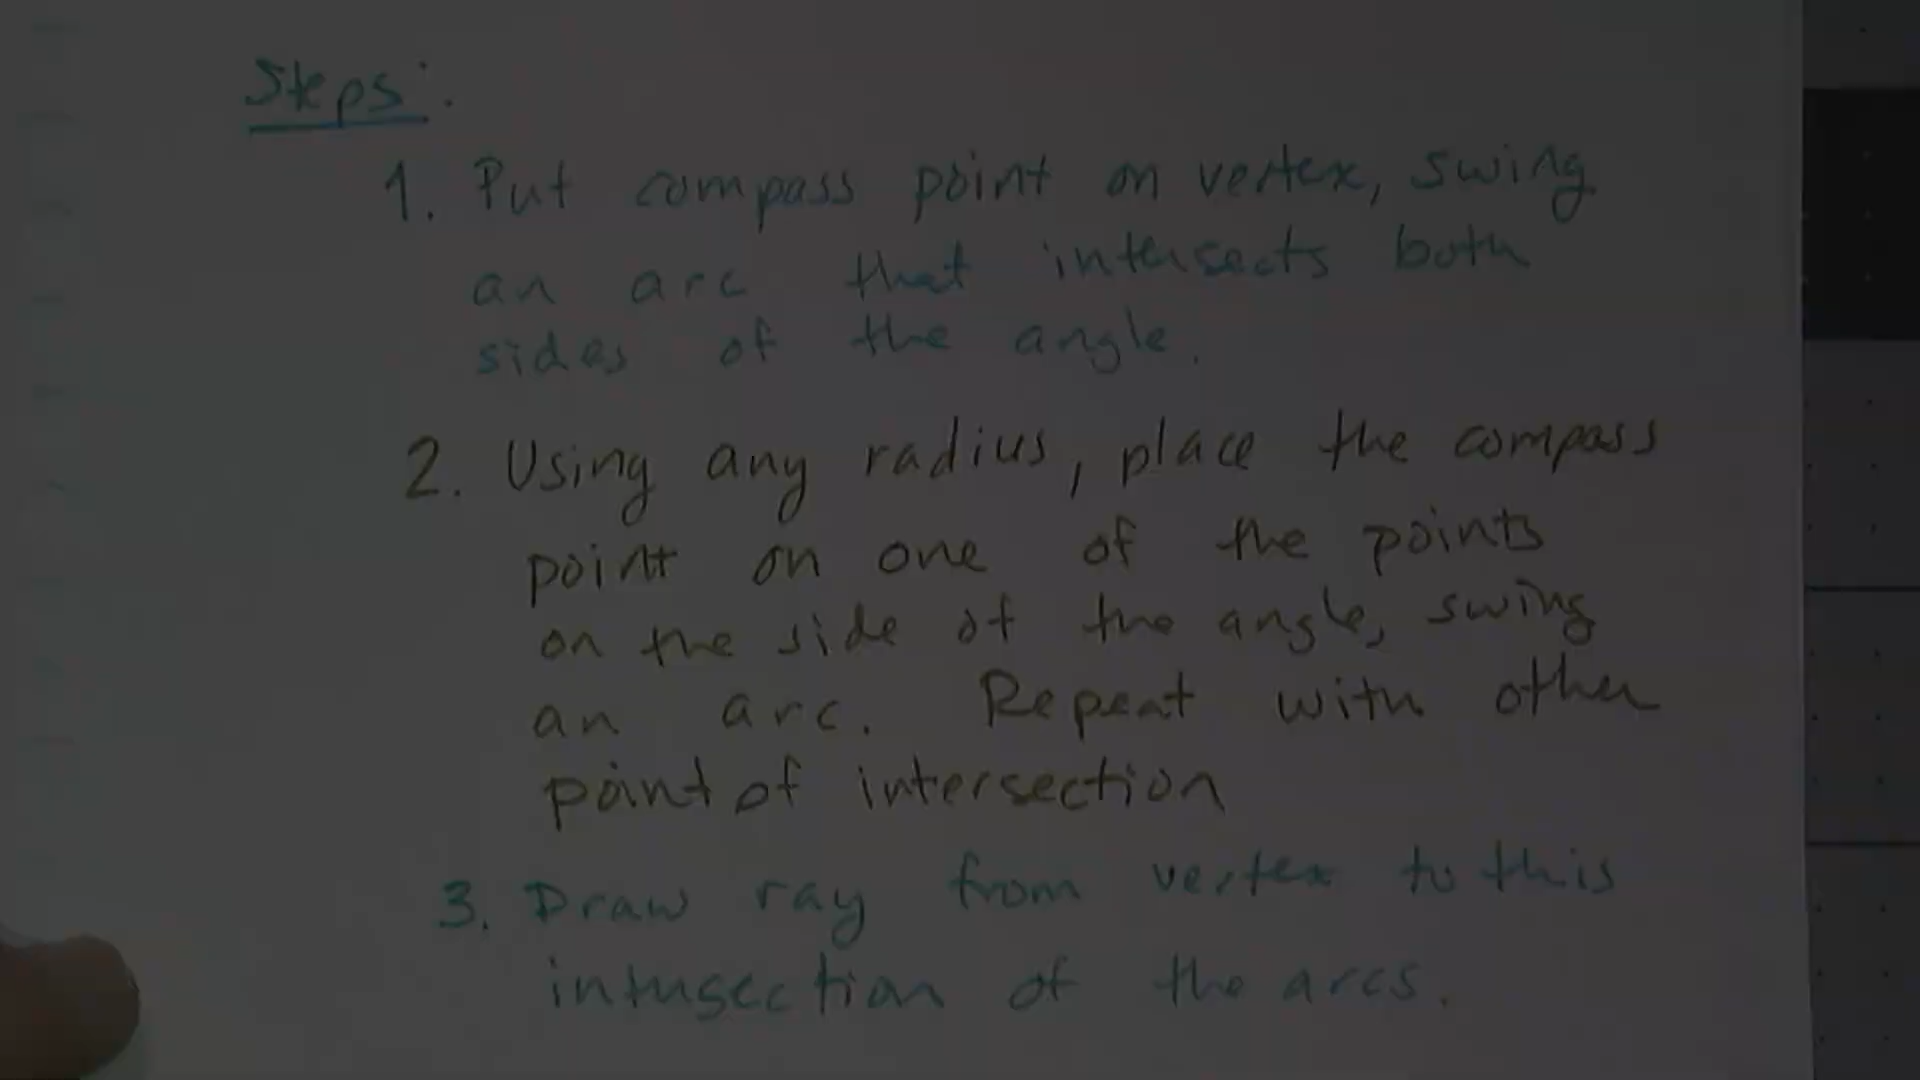 Steps:
1. Put compass point on vertex, swing
an arc that intersects both
sides of the angle.
2. Using any radius, place the compass
point on one of the points
on the side of the angle, swing
an arc. Repeat with other
point of intersection
3. Draw ray from vertex to this
intersection of the arcs.